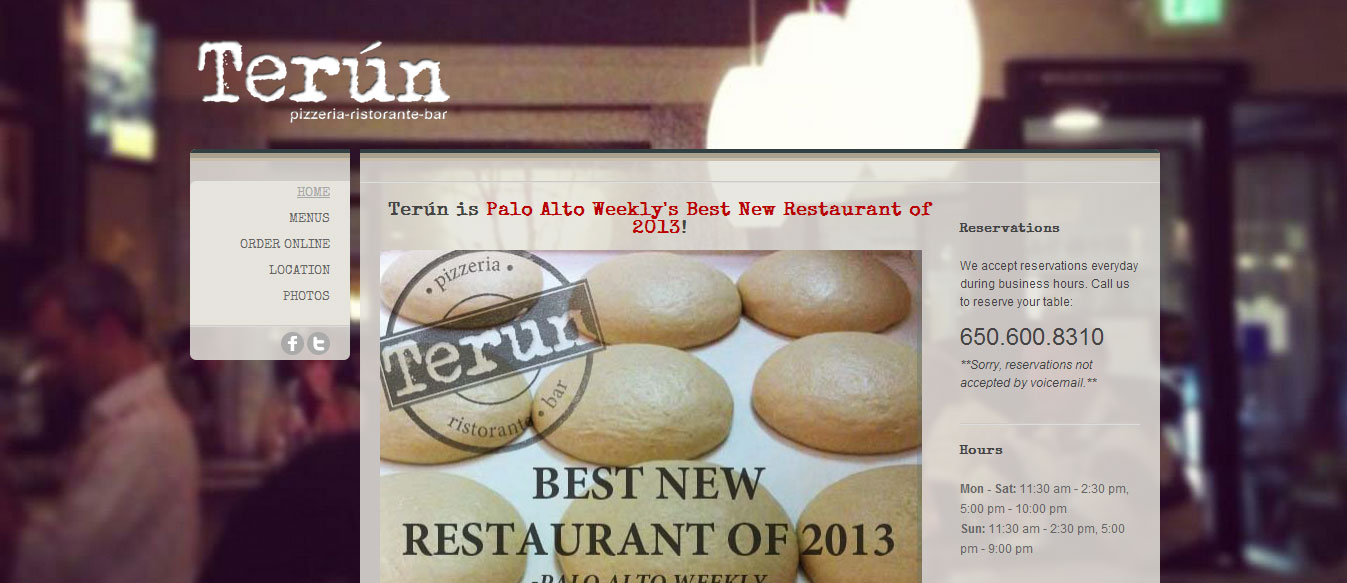 Terún
pizzeria-ristorante-bar
HOME
MENUS
ORDER ONLINE
LOCATION
PHOTOS
Terún is Palo Alto Weekly's Best New Restaurant of
2013!
• pizzeria •
Terún
ristorante • bar
BEST NEW
RESTAURANT OF 2013
-PALO ALTO WEEKLY
Reservations
We accept reservations everyday
during business hours. Call us
to reserve your table:
650.600.8310
**Sorry, reservations not
accepted by voicemail.**
Hours
Mon - Sat: 11:30 am - 2:30 pm,
5:00 pm - 10:00 pm
Sun: 11:30 am - 2:30 pm, 5:00
pm - 9:00 pm